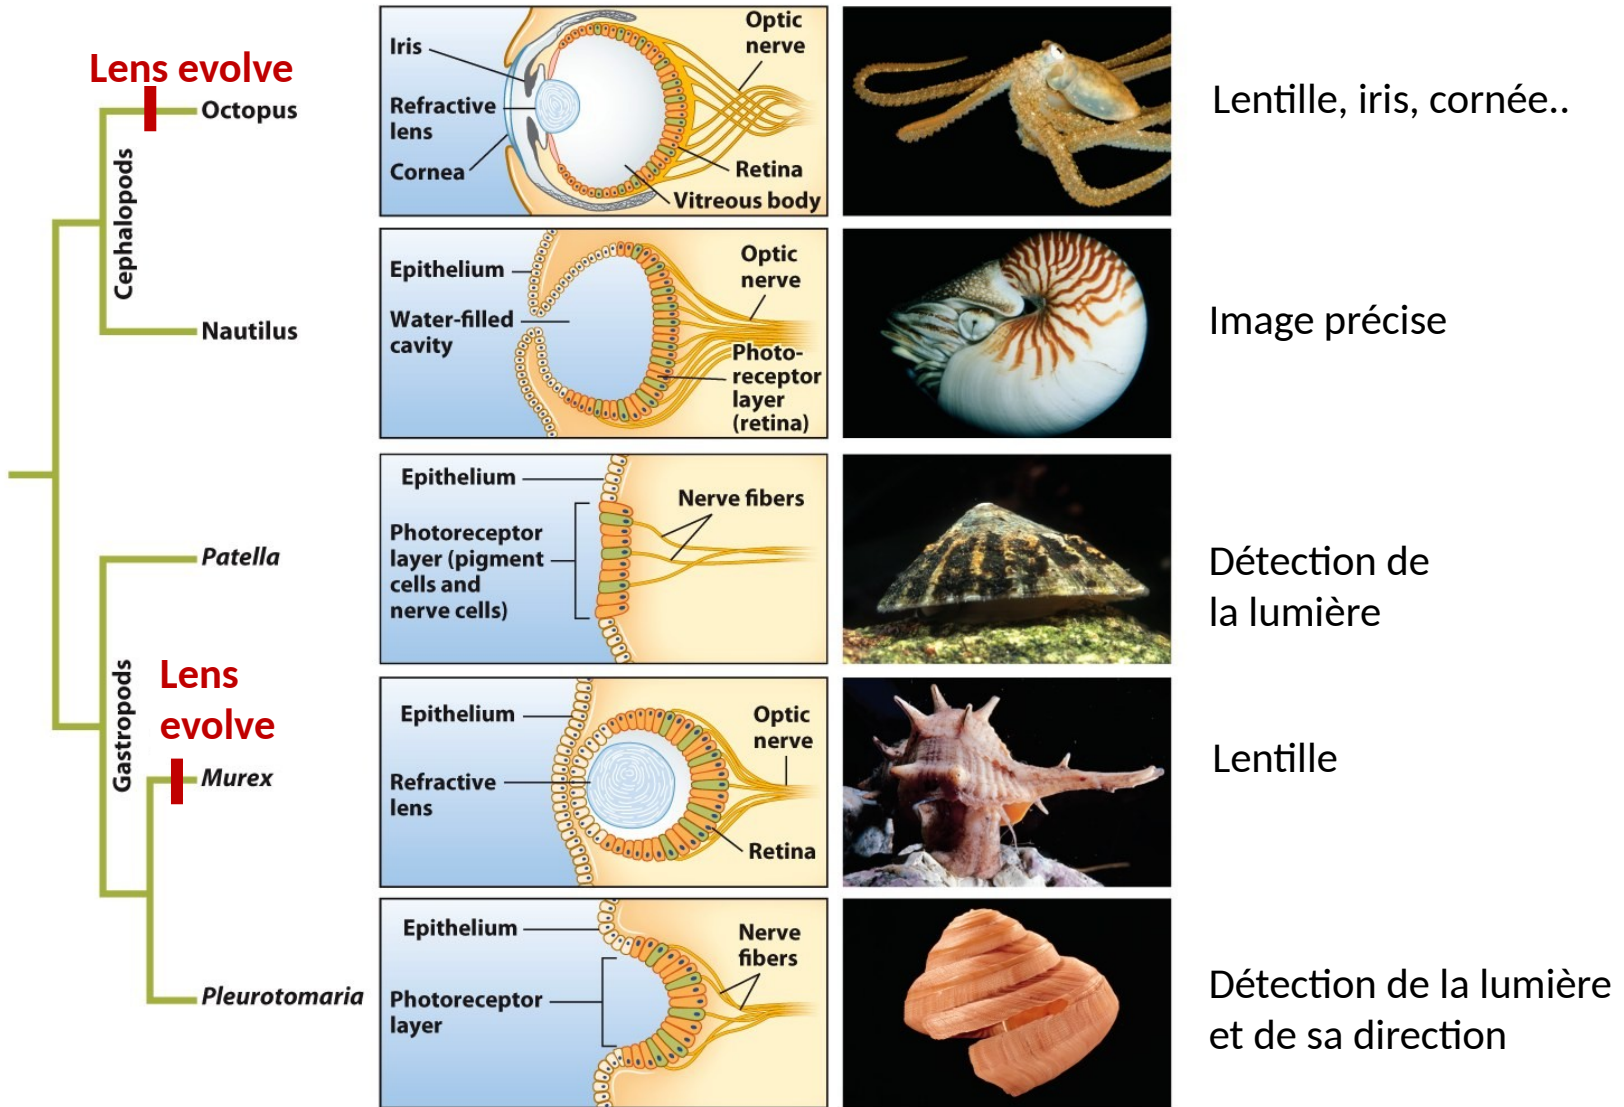 Lens evolve
Octopus
Cephalopods
Nautilus
Patella
Gastropods
Lens
evolve
Murex
Pleurotomaria
Iris
Refractive
lens
Cornea
Optic
nerve
Retina
Vitreous body
Lentille, iris, cornée..
Epithelium
Water-filled
cavity
Optic
nerve
Photo-
receptor
layer
(retina)
Image précise
Epithelium
Photoreceptor
layer (pigment
cells and
nerve cells)
Nerve fibers
Détection de
la lumière
Epithelium
Refractive
lens
Optic
nerve
Retina
Lentille
Epithelium
Photoreceptor
layer
Nerve
fibers
Détection de la lumière
et de sa direction